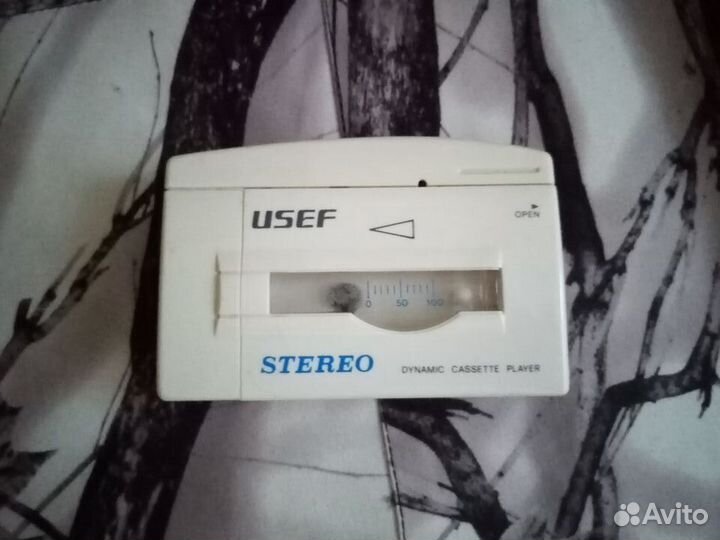 USEF
OPEN
0 50 100
STEREO
DYNAMIC CASSETTE PLAYER
Avito